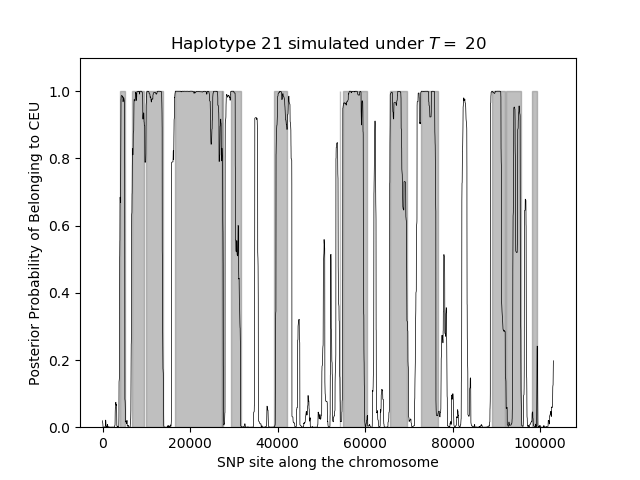 Haplotype 21 simulated under T = 20
Posterior Probability of Belonging to CEU
1.0
0.8
0.6
0.4
0.2
0.0
0 20000 40000 60000 80000 100000
SNP site along the chromosome